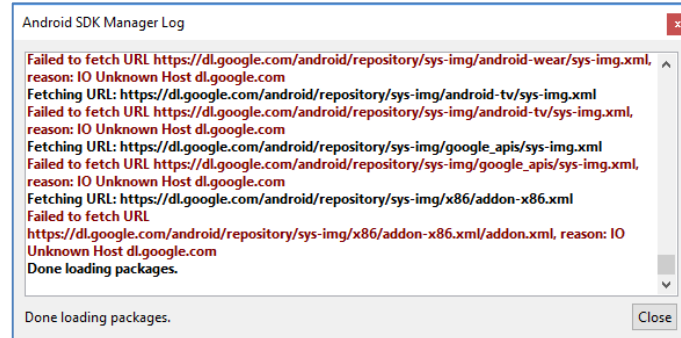 Android SDK Manager Log
x
Failed to fetch URL https://dl.google.com/android/repository/sys-img/android-wear/sys-img.xml,
reason: IO Unknown Host dl.google.com
Fetching URL: https://dl.google.com/android/repository/sys-img/android-tv/sys-img.xml
Failed to fetch URL https://dl.google.com/android/repository/sys-img/android-tv/sys-img.xml,
reason: IO Unknown Host dl.google.com
Fetching URL: https://dl.google.com/android/repository/sys-img/google_apis/sys-img.xml
Failed to fetch URL https://dl.google.com/android/repository/sys-img/google_apis/sys-img.xml,
reason: IO Unknown Host dl.google.com
Fetching URL: https://dl.google.com/android/repository/sys-img/x86/addon-x86.xml
Failed to fetch URL
https://dl.google.com/android/repository/sys-img/x86/addon-x86.xml/addon.xml, reason: IO
Unknown Host dl.google.com
Done loading packages.
Done loading packages.
Close